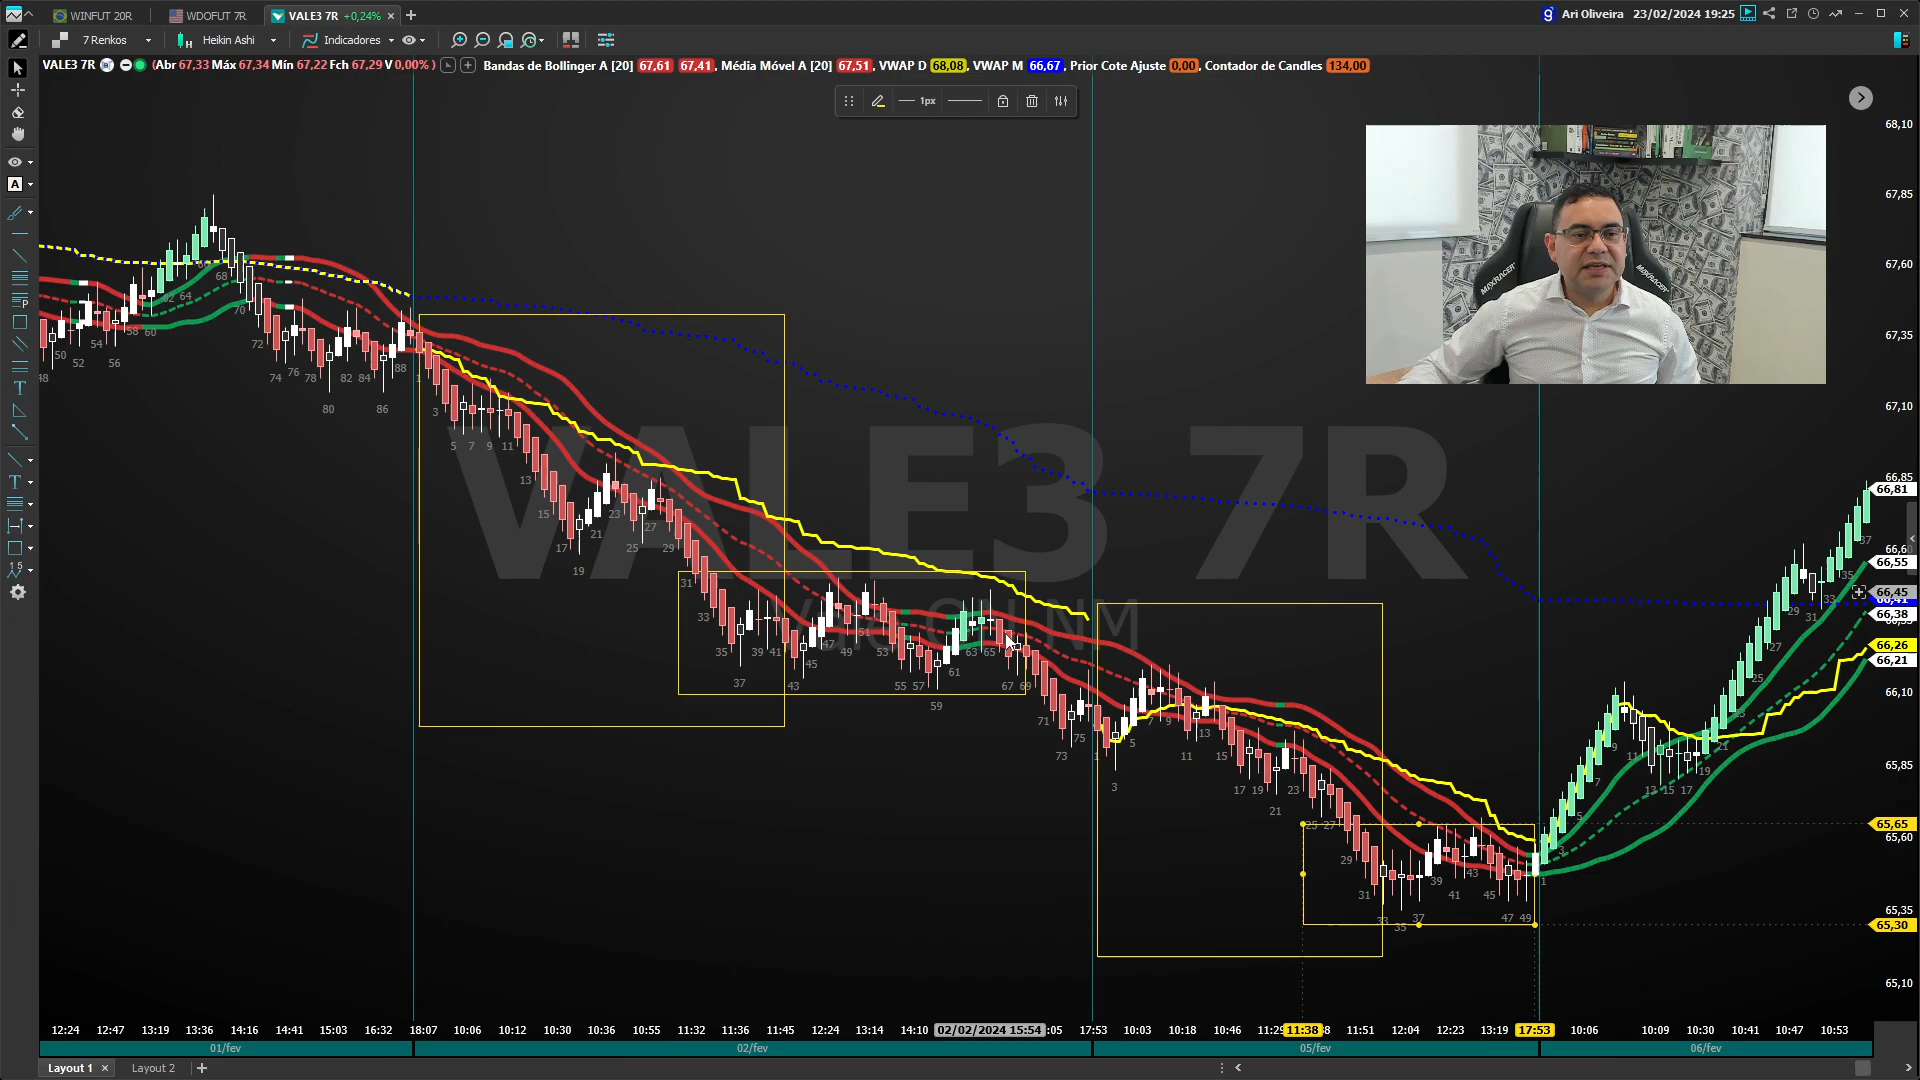 WINFUT 20R WDOFUT 7R VALE3 7R +0,24% Ari Oliveira 23/02/2024 19:25
7 Renkos Heikin Ashi Indicadores
VALE3 7R (Abr 67,33 Máx 67,34 Mín 67,22 Fch 67,29 V 0,00% ) Bandas de Bollinger A [20] 67,61 67,41, Média Móvel A [20] 67,51, VWAP D 68,08, VWAP M 66,67, Prior Cote Ajuste 0,00, Contador de Candles 134,00
1px
68,10
67,85
67,60
67,35
67,10
66,85
66,81
66,55
66,45
66,38
66,26
66,21
66,10
65,85
65,65
65,60
65,35
65,30
65,10
VALE3 7R
Vale ON NM
12:24 12:47 13:19 13:36 14:16 14:41 15:03 16:32 18:07 10:06 10:12 10:30 10:36 10:55 11:32 11:36 11:45 12:24 13:14 14:10 02/02/2024 15:54 :05 17:53 10:03 10:18 10:46 11:29 11:38 11:51 12:04 12:23 13:19 17:53 10:06 10:09 10:30 10:41 10:47 10:53
01/fev 02/fev 05/fev 06/fev
Layout 1 Layout 2